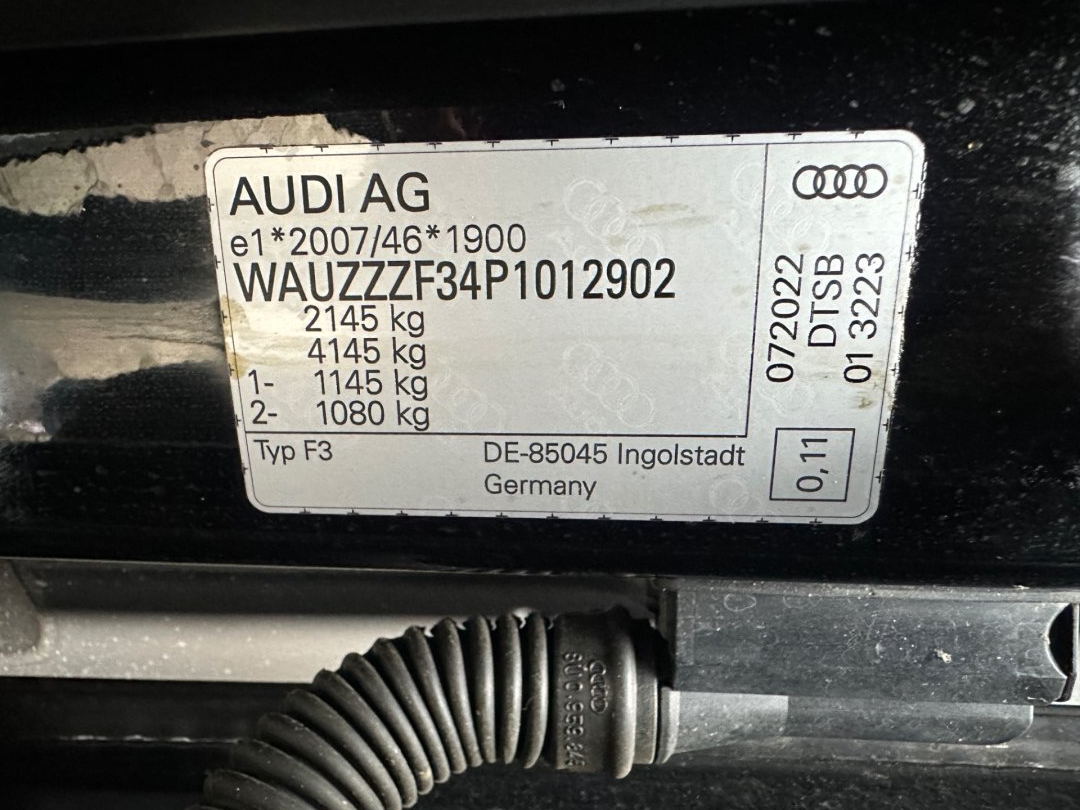 AUDI AG
e1*2007/46*1900
WAUZZZF34P1012902
2145 kg
4145 kg
1- 1145 kg
2- 1080 kg
Typ F3
DE-85045 Ingolstadt
Germany
072022
DTSB
01 3223
0,11